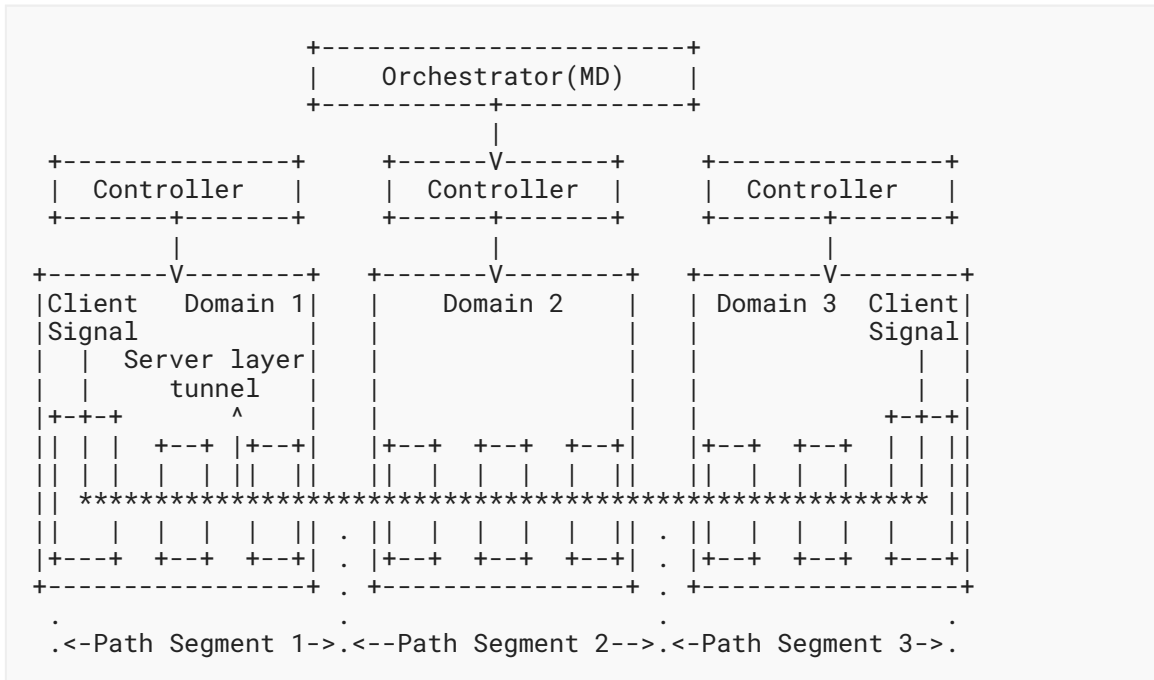 +------------------------+
                  |    Orchestrator(MD)    |
                  +-----------+------------+
                              |
 +---------------+     +------V-------+     +---------------+
 |  Controller   |     |  Controller  |     |  Controller   |
 +-------+-------+     +------+-------+     +-------+-------+
         |                    |                     |
+--------V--------+   +-------V--------+   +--------V--------+
|Client   Domain 1|   |    Domain 2    |   | Domain 3  Client|
|Signal           |   |                |   |           Signal|
|  |  Server layer|   |                |   |              |  |
|  |     tunnel   |   |                |   |              |  |
|+-+-+       ^    |   |                |   |            +-+-+|
|| | |  +--+ |+--+|   |+--+  +--+  +--+|   |+--+  +--+  | | ||
|| | |  |  | ||  ||   ||  |  |  |  |  ||   ||  |  |  |  | | ||
|| ******************************************************** ||
||   |  |  |  |  || . ||  |  |  |  |  || . ||  |  |  |  |   ||
|+---+  +--+  +--+| . |+--+  +--+  +--+| . |+--+  +--+  +---+|
+-----------------+ . +----------------+ . +-----------------+
 .                  .                    .                  .
 .<-Path Segment 1->.<--Path Segment 2-->.<-Path Segment 3->.